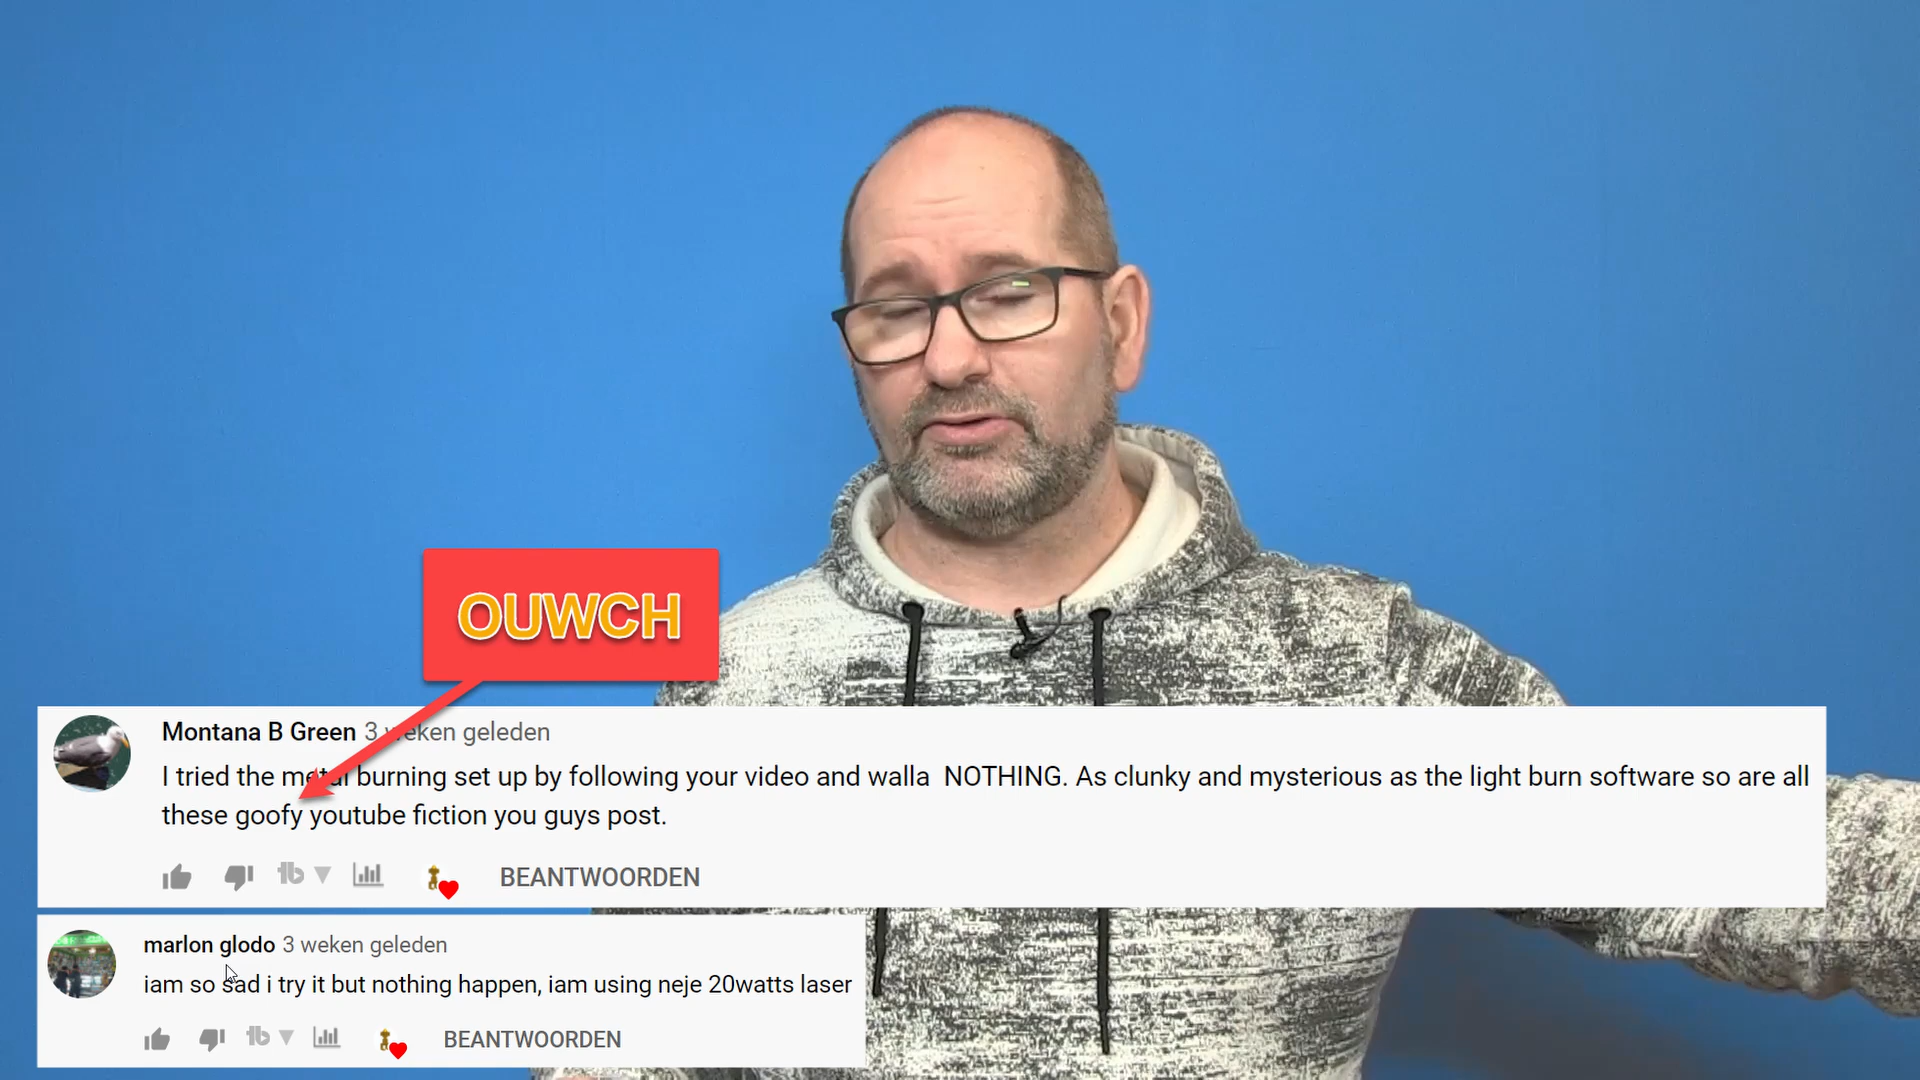 OUWCH
Montana B Green 3 weken geleden
I tried the metal burning set up by following your video and walla NOTHING. As clunky and mysterious as the light burn software so are all
these goofy youtube fiction you guys post.
BEANTWOORDEN
marlon glodo 3 weken geleden
iam so sad i try it but nothing happen, iam using neje 20watts laser
BEANTWOORDEN